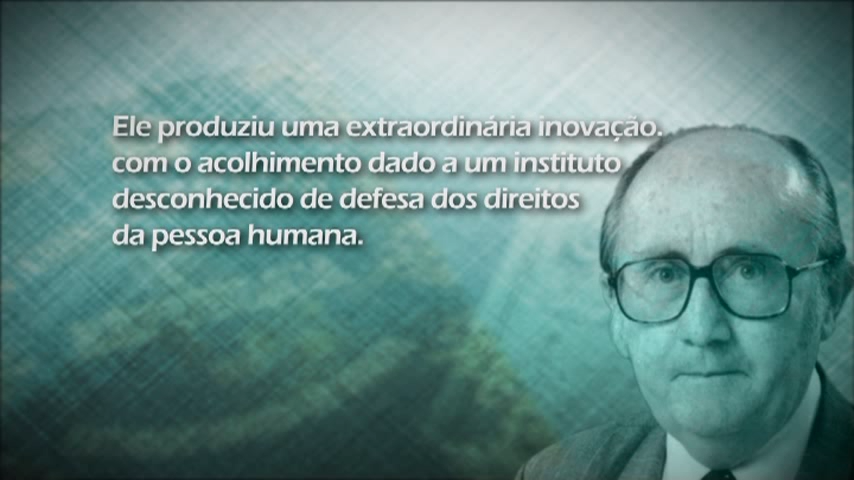 Ele produziu uma extraordinária inovação.
com o acolhimento dado a um instituto
desconhecido de defesa dos direitos
da pessoa humana.